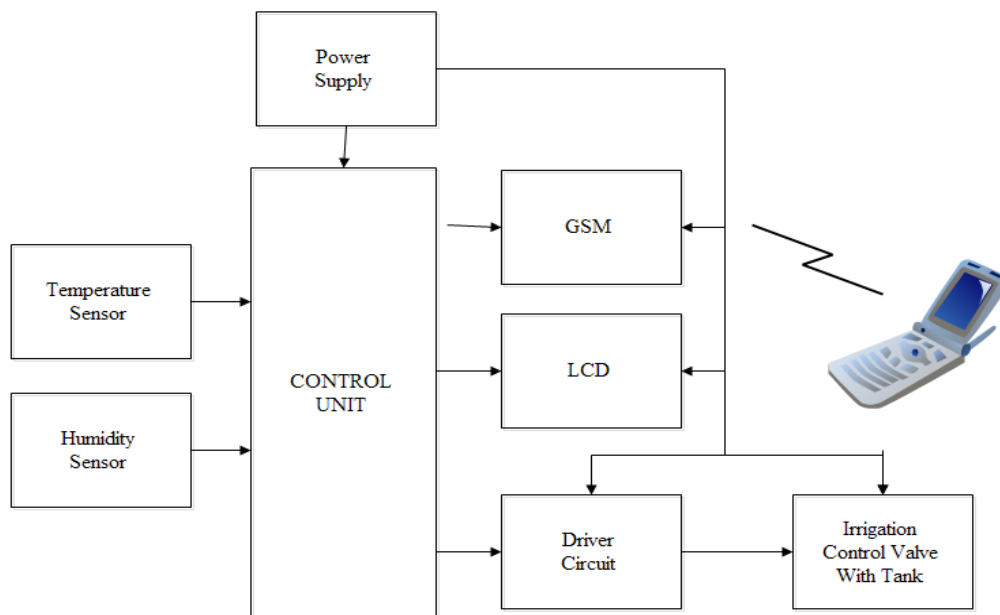 Power
Supply
GSM
Temperature
Sensor
LCD
CONTROL
UNIT
Humidity
Sensor
Driver
Circuit
Irrigation
Control Valve
With Tank